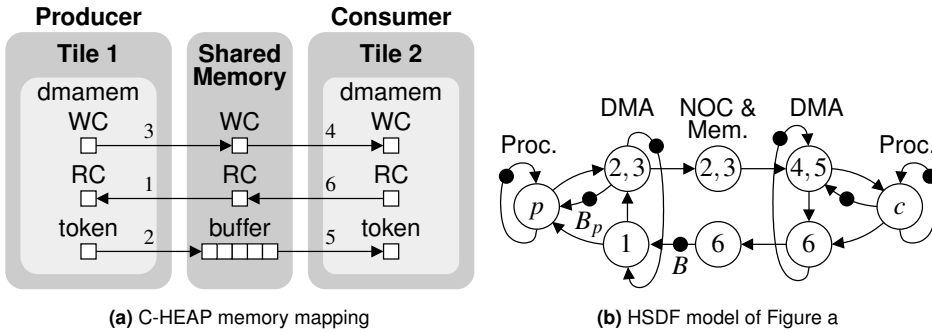 Producer
Consumer
Tile 1
Shared
Memory
Tile 2
dmamem
dmamem
WC
3
WC
4
WC
RC
1
RC
6
RC
token
2
buffer
5
token
(a) C-HEAP memory mapping
DMA
NOC &
Mem.
DMA
Proc.
Proc.
2, 3
2, 3
4, 5
p
c
B_p
1
B
6
6
(b) HSDF model of Figure a